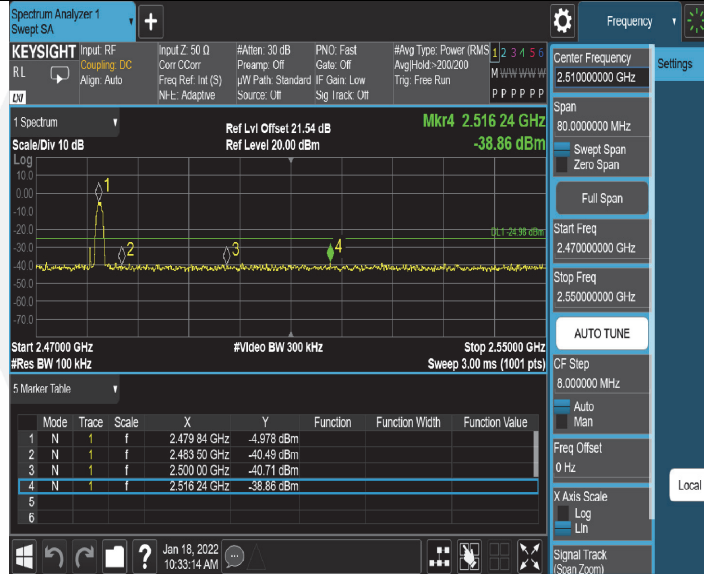 Spectrum Analyzer 1
Swept SA
+
Frequency
KEYSIGHT
RL
LXI
Input: RF
Coupling: DC
Align: Auto
Input Z: 50 Ω
Corr CCorr
Freq Ref: Int (S)
NFE: Adaptive
#Atten: 30 dB
Preamp: Off
µW Path: Standard
Source: Off
PNO: Fast
Gate: Off
IF Gain: Low
Sig Track: Off
#Avg Type: Power (RMS
Avg|Hold:>200/200
Trig: Free Run
1 2 3 4 5 6
M W W W W W
P P P P P P
1 Spectrum
Scale/Div 10 dB
Ref Lvl Offset 21.54 dB
Ref Level 20.00 dBm
Mkr4 2.516 24 GHz
-38.86 dBm
Log
10.0
0.00
-10.0
-20.0
-30.0
-40.0
-50.0
-60.0
-70.0
1
2
3
4
DL1 -24.98 dBm
Start 2.47000 GHz
#Res BW 100 kHz
#Video BW 300 kHz
Stop 2.55000 GHz
Sweep 3.00 ms (1001 pts)
5 Marker Table
Mode Trace Scale X Y Function Function Width Function Value
1 N 1 f 2.479 84 GHz -4.978 dBm
2 N 1 f 2.483 50 GHz -40.49 dBm
3 N 1 f 2.500 00 GHz -40.71 dBm
4 N 1 f 2.516 24 GHz -38.86 dBm
5
6
?
Jan 18, 2022
10:33:14 AM
Center Frequency
2.510000000 GHz
Span
80.0000000 MHz
Swept Span
Zero Span
Full Span
Start Freq
2.470000000 GHz
Stop Freq
2.550000000 GHz
AUTO TUNE
CF Step
8.000000 MHz
Auto
Man
Freq Offset
0 Hz
X Axis Scale
Log
Lin
Signal Track
(Span Zoom)
Settings
Local